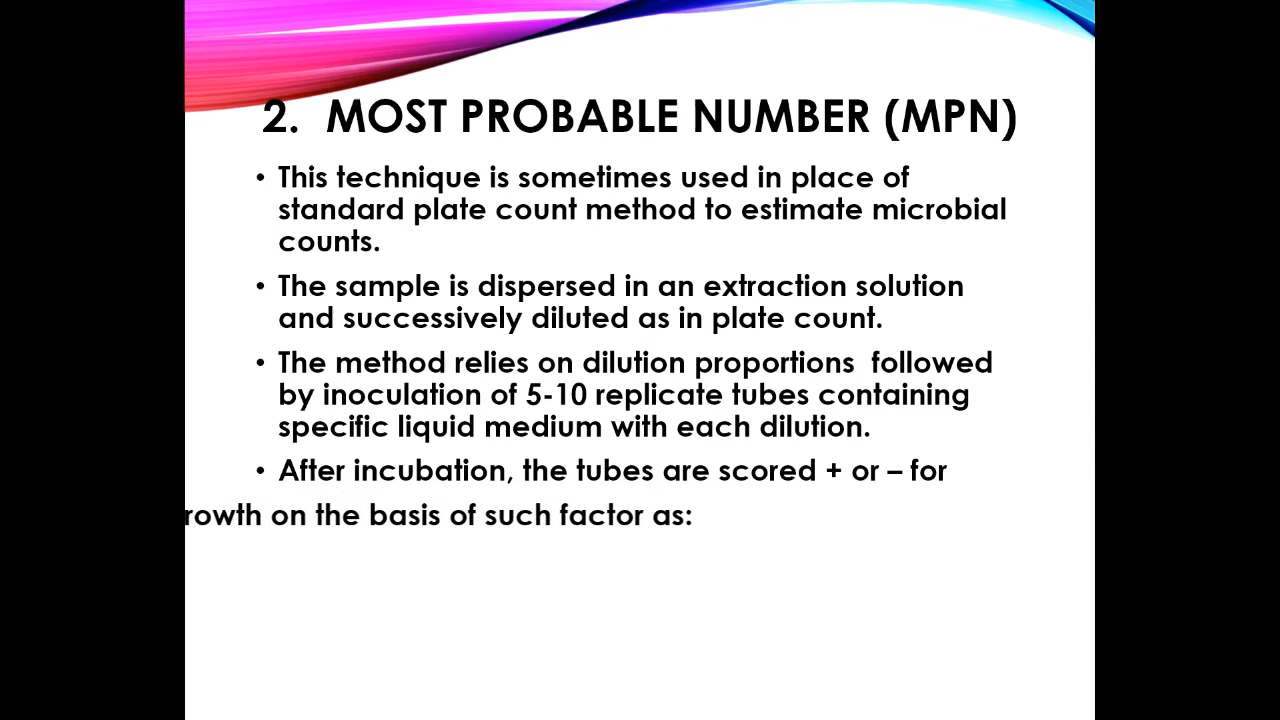 2. MOST PROBABLE NUMBER (MPN)
• This technique is sometimes used in place of
standard plate count method to estimate microbial
counts.
• The sample is dispersed in an extraction solution
and successively diluted as in plate count.
• The method relies on dilution proportions followed
by inoculation of 5-10 replicate tubes containing
specific liquid medium with each dilution.
• After incubation, the tubes are scored + or – for
rowth on the basis of such factor as: